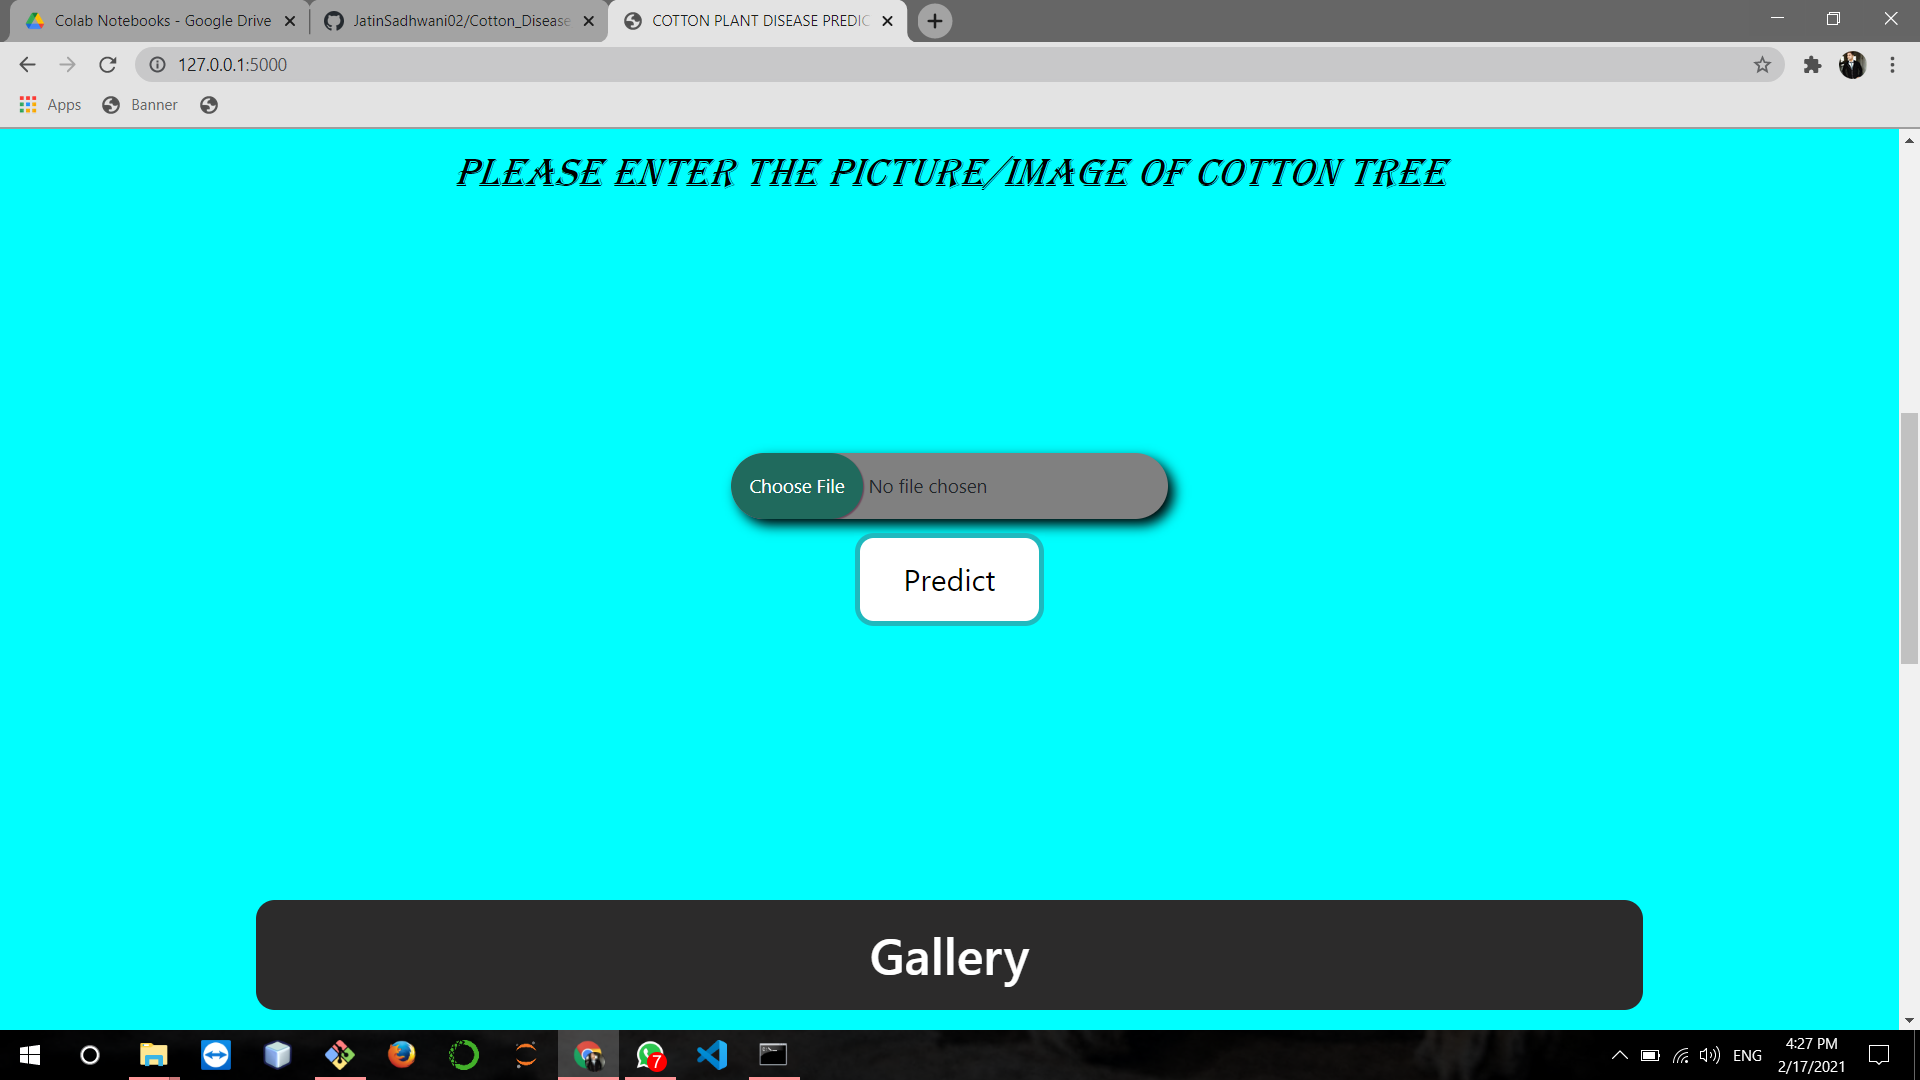 Colab Notebooks - Google Drive
JatinSadhwani02/Cotton_Disease
COTTON PLANT DISEASE PREDIC
127.0.0.1:5000
Apps
Banner
PLEASE ENTER THE PICTURE/IMAGE OF COTTON TREE
Choose File No file chosen
Predict
Gallery
7
ENG
4:27 PM
2/17/2021